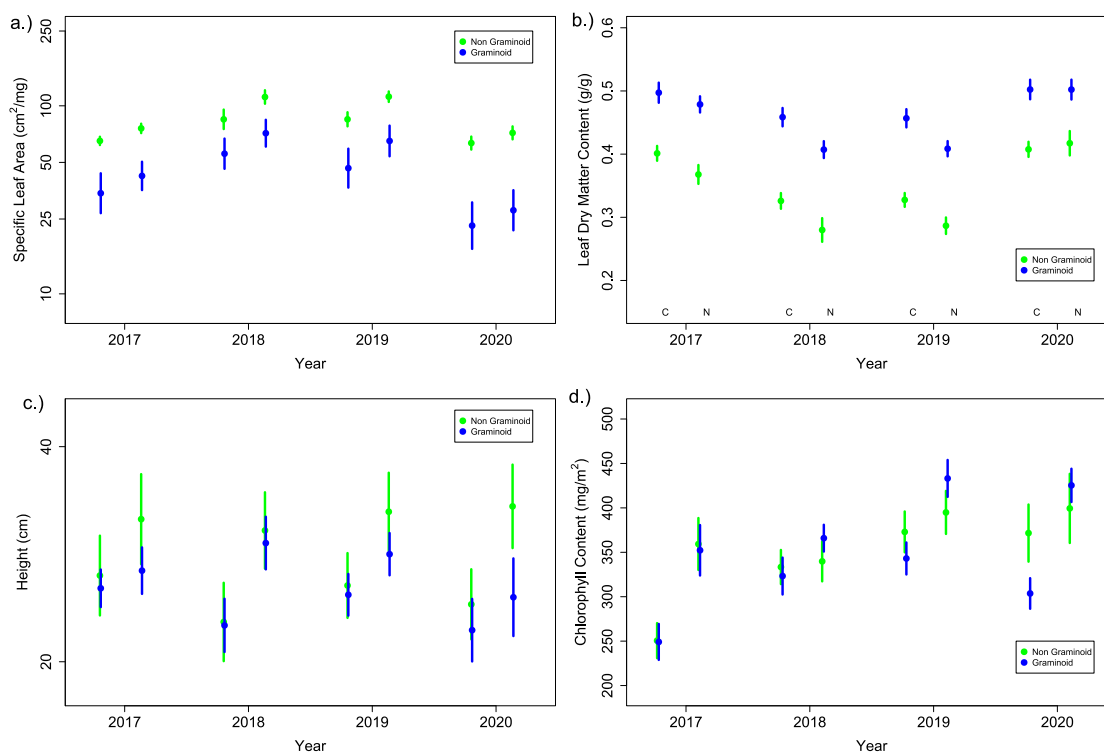 a.)
Specific Leaf Area (cm2/mg)
250
100
50
25
10
Non Graminoid
Graminoid
2017 2018 2019 2020
Year
b.)
Leaf Dry Matter Content (g/g)
0.6
0.5
0.4
0.3
0.2
Non Graminoid
Graminoid
C N C N C N C N
2017 2018 2019 2020
Year
c.)
Height (cm)
40
20
Non Graminoid
Graminoid
2017 2018 2019 2020
Year
d.)
Chlorophyll Content (mg/m2)
500
450
400
350
300
250
200
Non Graminoid
Graminoid
2017 2018 2019 2020
Year